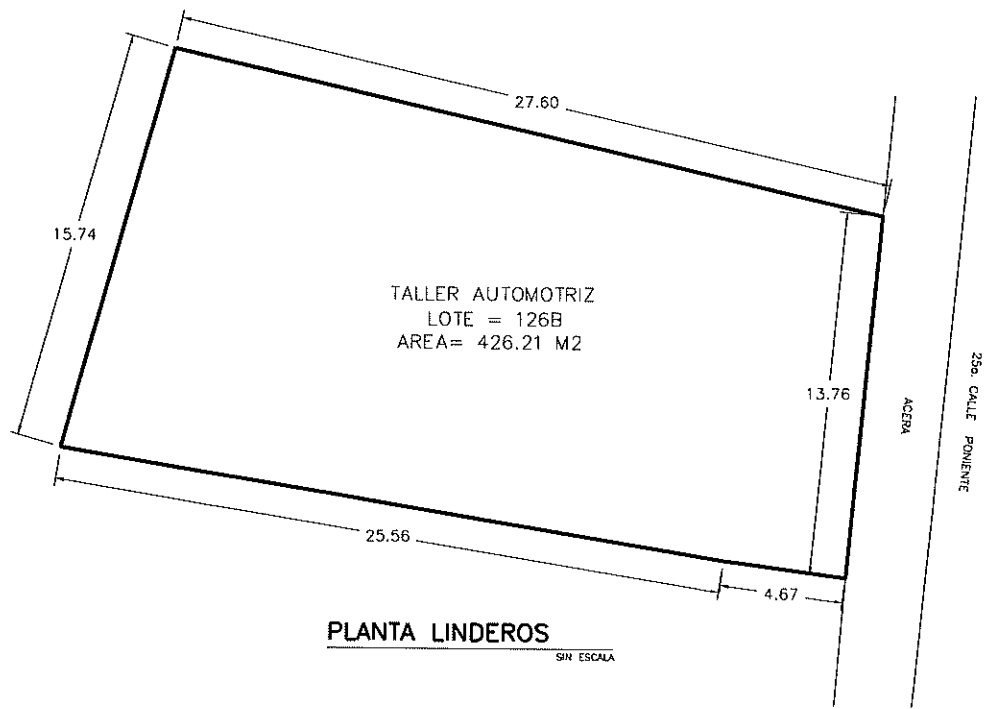 27.60
15.74
TALLER AUTOMOTRIZ
LOTE = 126B
AREA= 426.21 M2
13.76
ACERA
25a. CALLE PONIENTE
25.56
4.67
PLANTA LINDEROS
SIN ESCALA